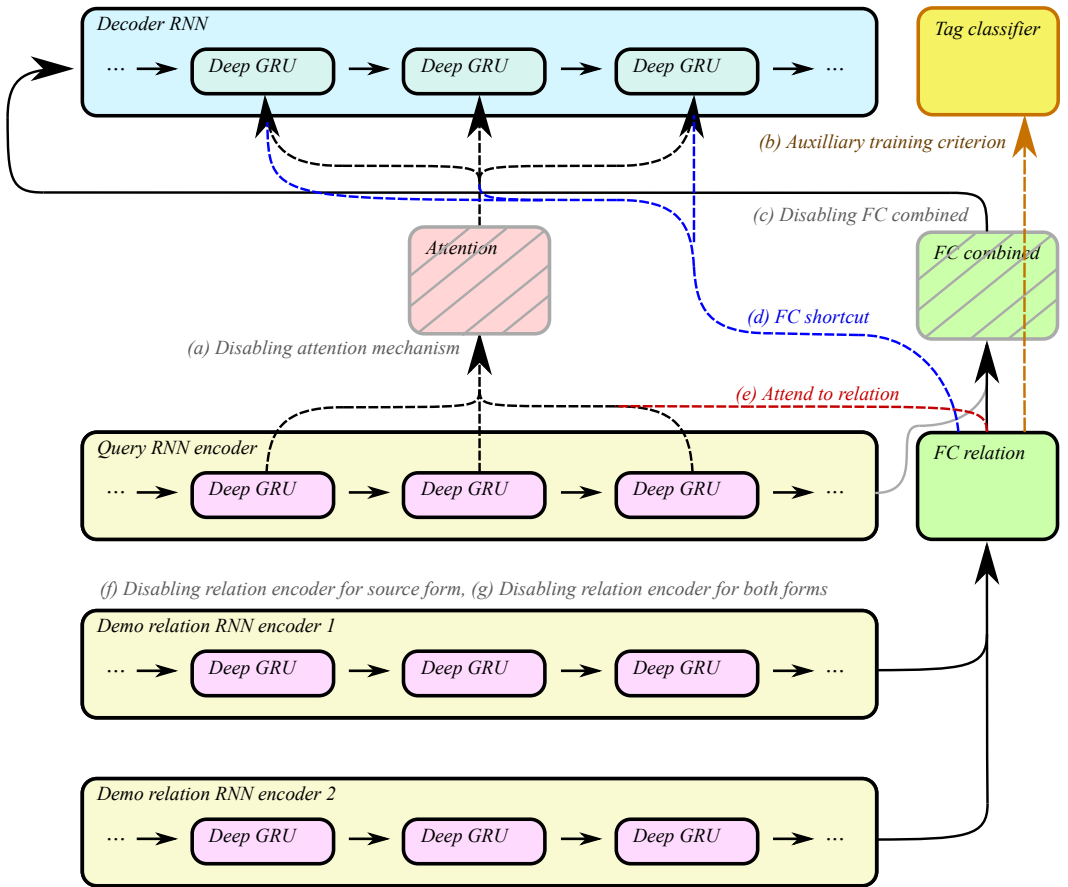 Decoder RNN
Tag classifier
... Deep GRU Deep GRU Deep GRU ...
(b) Auxilliary training criterion
(c) Disabling FC combined
Attention
FC combined
(d) FC shortcut
(a) Disabling attention mechanism
(e) Attend to relation
Query RNN encoder
FC relation
... Deep GRU Deep GRU Deep GRU ...
(f) Disabling relation encoder for source form, (g) Disabling relation encoder for both forms
Demo relation RNN encoder 1
... Deep GRU Deep GRU Deep GRU ...
Demo relation RNN encoder 2
... Deep GRU Deep GRU Deep GRU ...